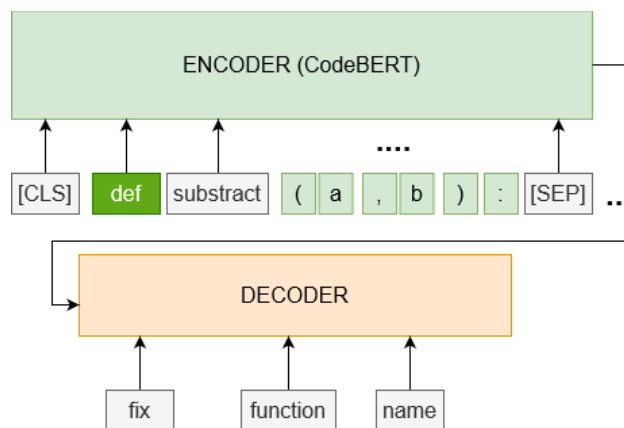 ENCODER (CodeBERT)
....
[CLS] def substract ( a , b ) : [SEP] ..
DECODER
fix function name